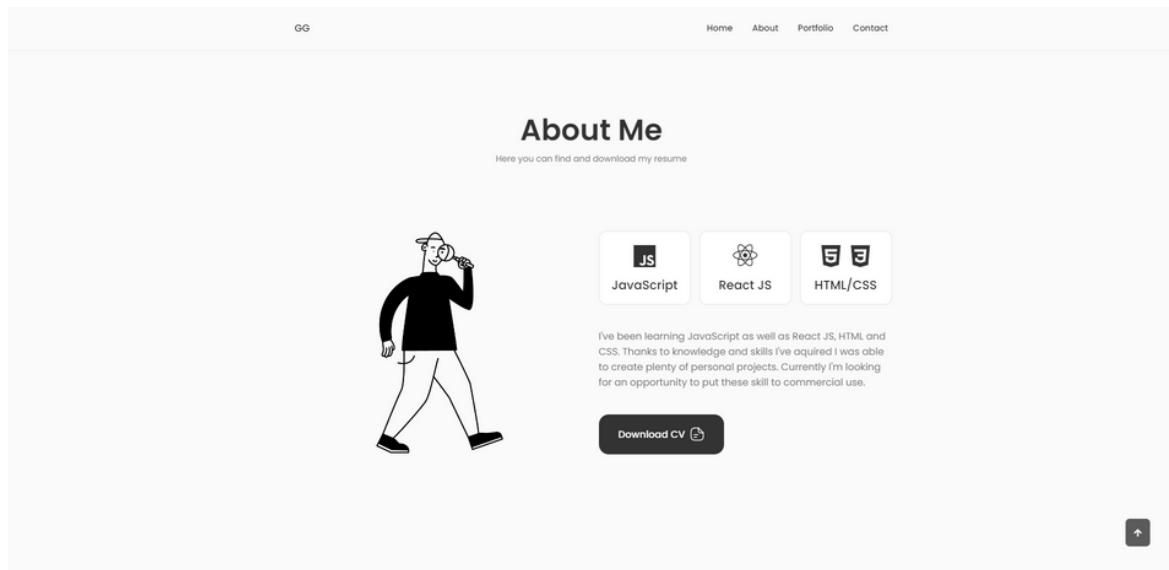 GG
Home About Portfolio Contact
About Me
Here you can find and download my resume
JS
JavaScript
React JS
5 3
HTML/CSS
I've been learning JavaScript as well as React JS, HTML and
CSS. Thanks to knowledge and skills I've aquired I was able
to create plenty of personal projects. Currently I'm looking
for an opportunity to put these skill to commercial use.
Download CV